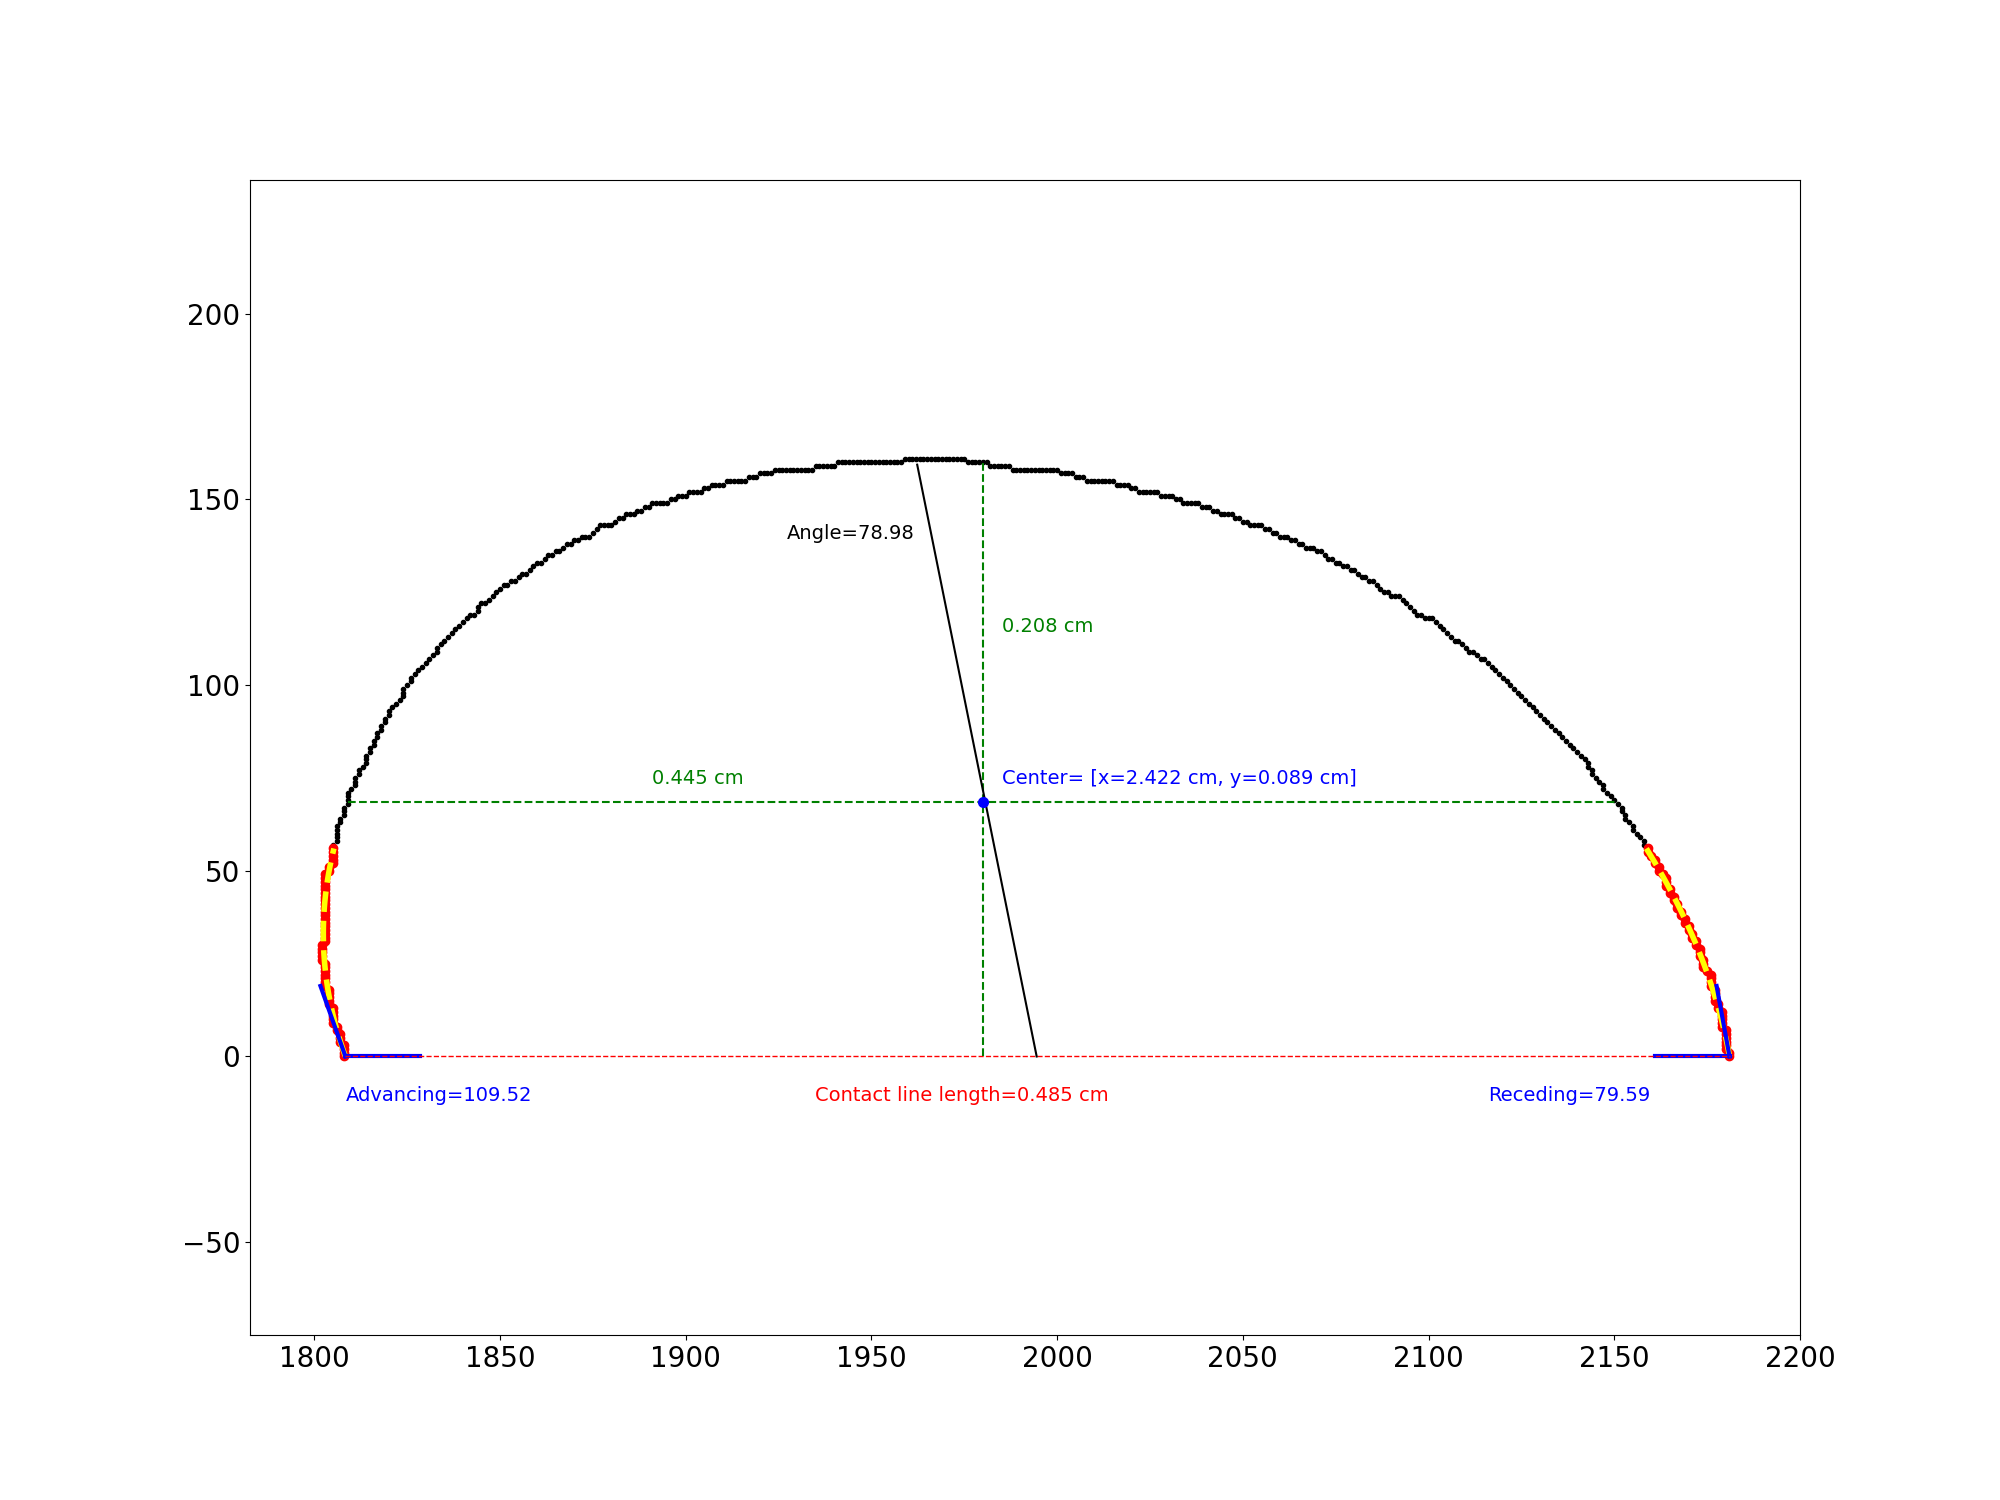 200
150
Angle=78.98
0.208 cm
100
0.445 cm
Center= [x=2.422 cm, y=0.089 cm]
50
0
Advancing=109.52
Contact line length=0.485 cm
Receding=79.59
−50
1800 1850 1900 1950 2000 2050 2100 2150 2200